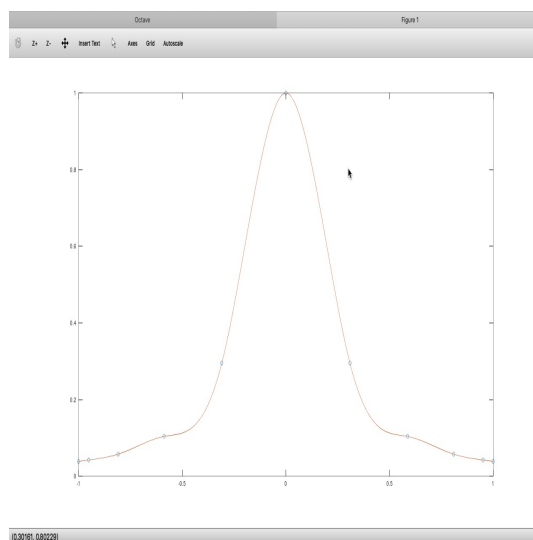 Octave Figure 1
Z+ Z- Insert Text Axes Grid Autoscale
1
0.8
0.6
0.4
0.2
0
-1 -0.5 0 0.5 1
(0.30161, 0.80229)